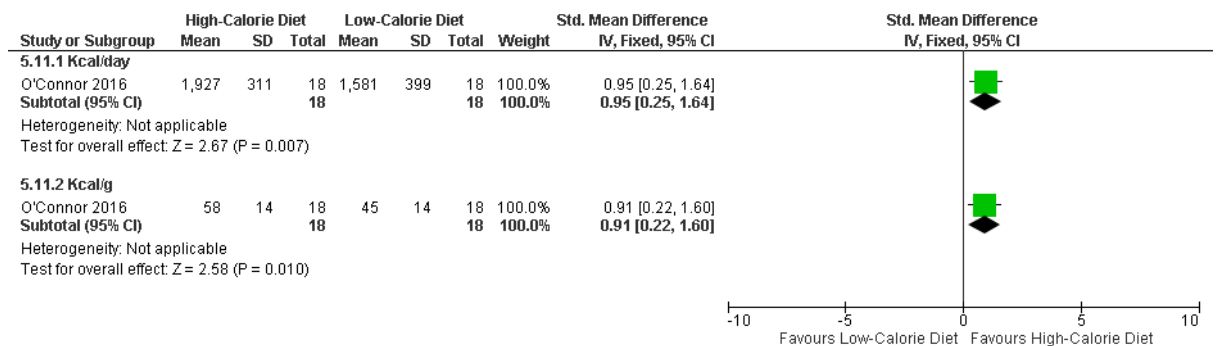 High-Calorie Diet Low-Calorie Diet Std. Mean Difference Std. Mean Difference
Study or Subgroup Mean SD Total Mean SD Total Weight IV, Fixed, 95% CI IV, Fixed, 95% CI
5.11.1 Kcal/day
O'Connor 2016 1,927 311 18 1,581 399 18 100.0% 0.95 [0.25, 1.64]
Subtotal (95% CI) 18 18 100.0% 0.95 [0.25, 1.64]
Heterogeneity: Not applicable
Test for overall effect: Z = 2.67 (P = 0.007)
5.11.2 Kcal/g
O'Connor 2016 58 14 18 45 14 18 100.0% 0.91 [0.22, 1.60]
Subtotal (95% CI) 18 18 100.0% 0.91 [0.22, 1.60]
Heterogeneity: Not applicable
Test for overall effect: Z = 2.58 (P = 0.010)
-10 -5 0 5 10
Favours Low-Calorie Diet Favours High-Calorie Diet